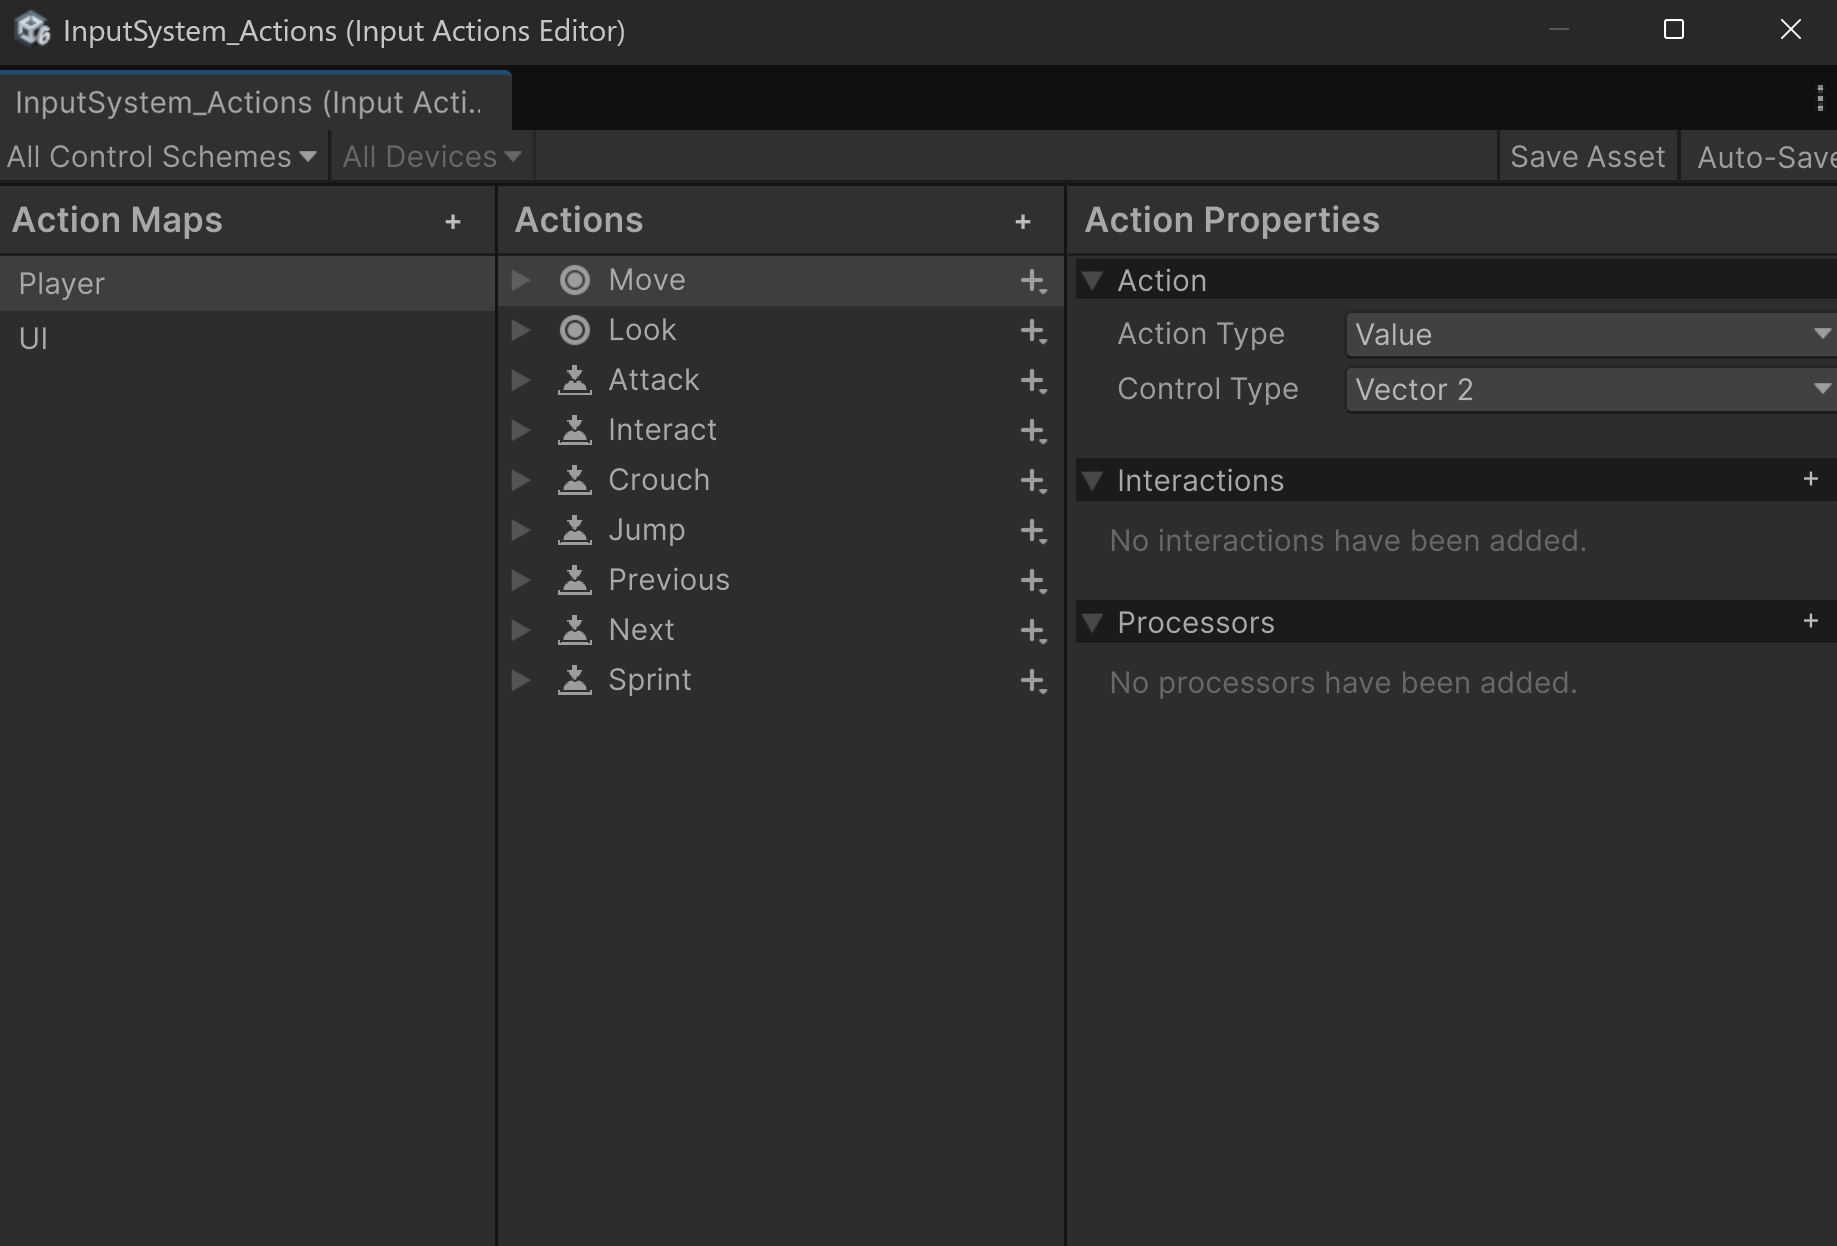 InputSystem_Actions (Input Actions Editor)
InputSystem_Actions (Input Acti..
All Control Schemes All Devices Save Asset Auto-Save
Action Maps +
Player
UI
Actions +
Move
Look
Attack
Interact
Crouch
Jump
Previous
Next
Sprint
Action Properties
Action
Action Type Value
Control Type Vector 2
Interactions +
No interactions have been added.
Processors +
No processors have been added.